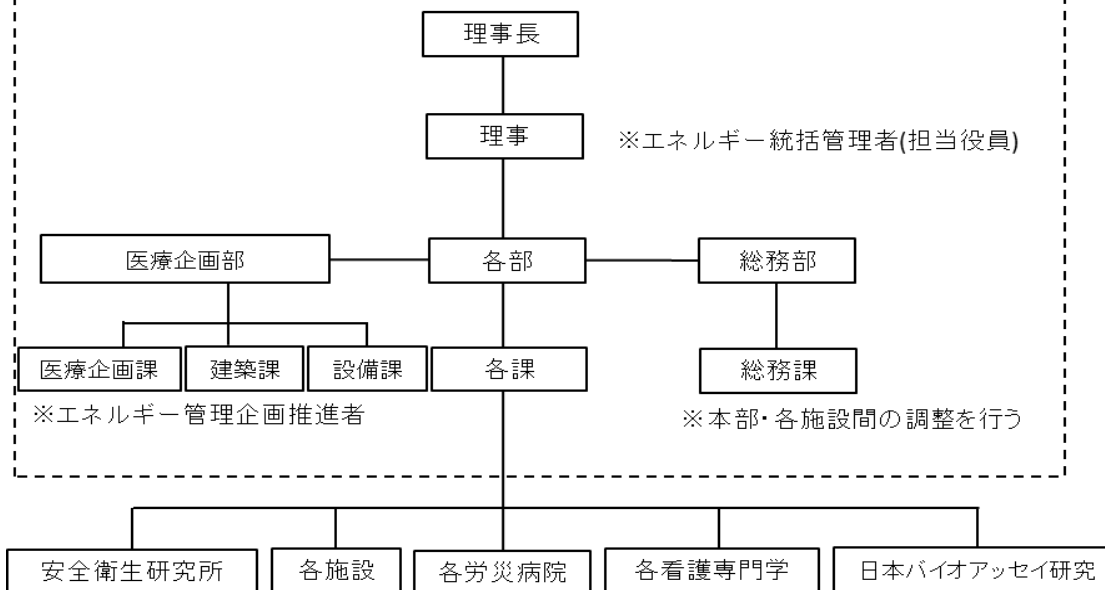 理事長
理事
※エネルギー統括管理者(担当役員)
医療企画部
各部
総務部
医療企画課
建築課
設備課
各課
総務課
※エネルギー管理企画推進者
※本部・各施設間の調整を行う
安全衛生研究所
各施設
各労災病院
各看護専門学
日本バイオアッセイ研究